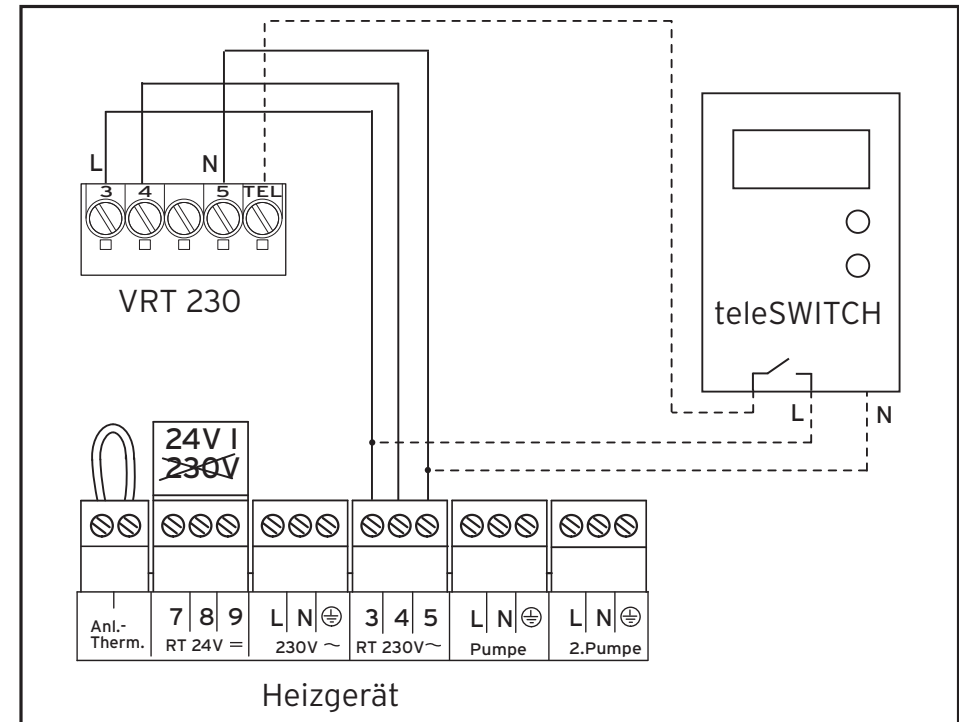 L N
3 4 5 TEL
VRT 230
teleSWITCH
L N
24V I
230V
7 8 9 L N 3 4 5 L N L N
Anl.-
Therm. RT 24V = 230V ~ RT 230V~ Pumpe 2.Pumpe
Heizgerät